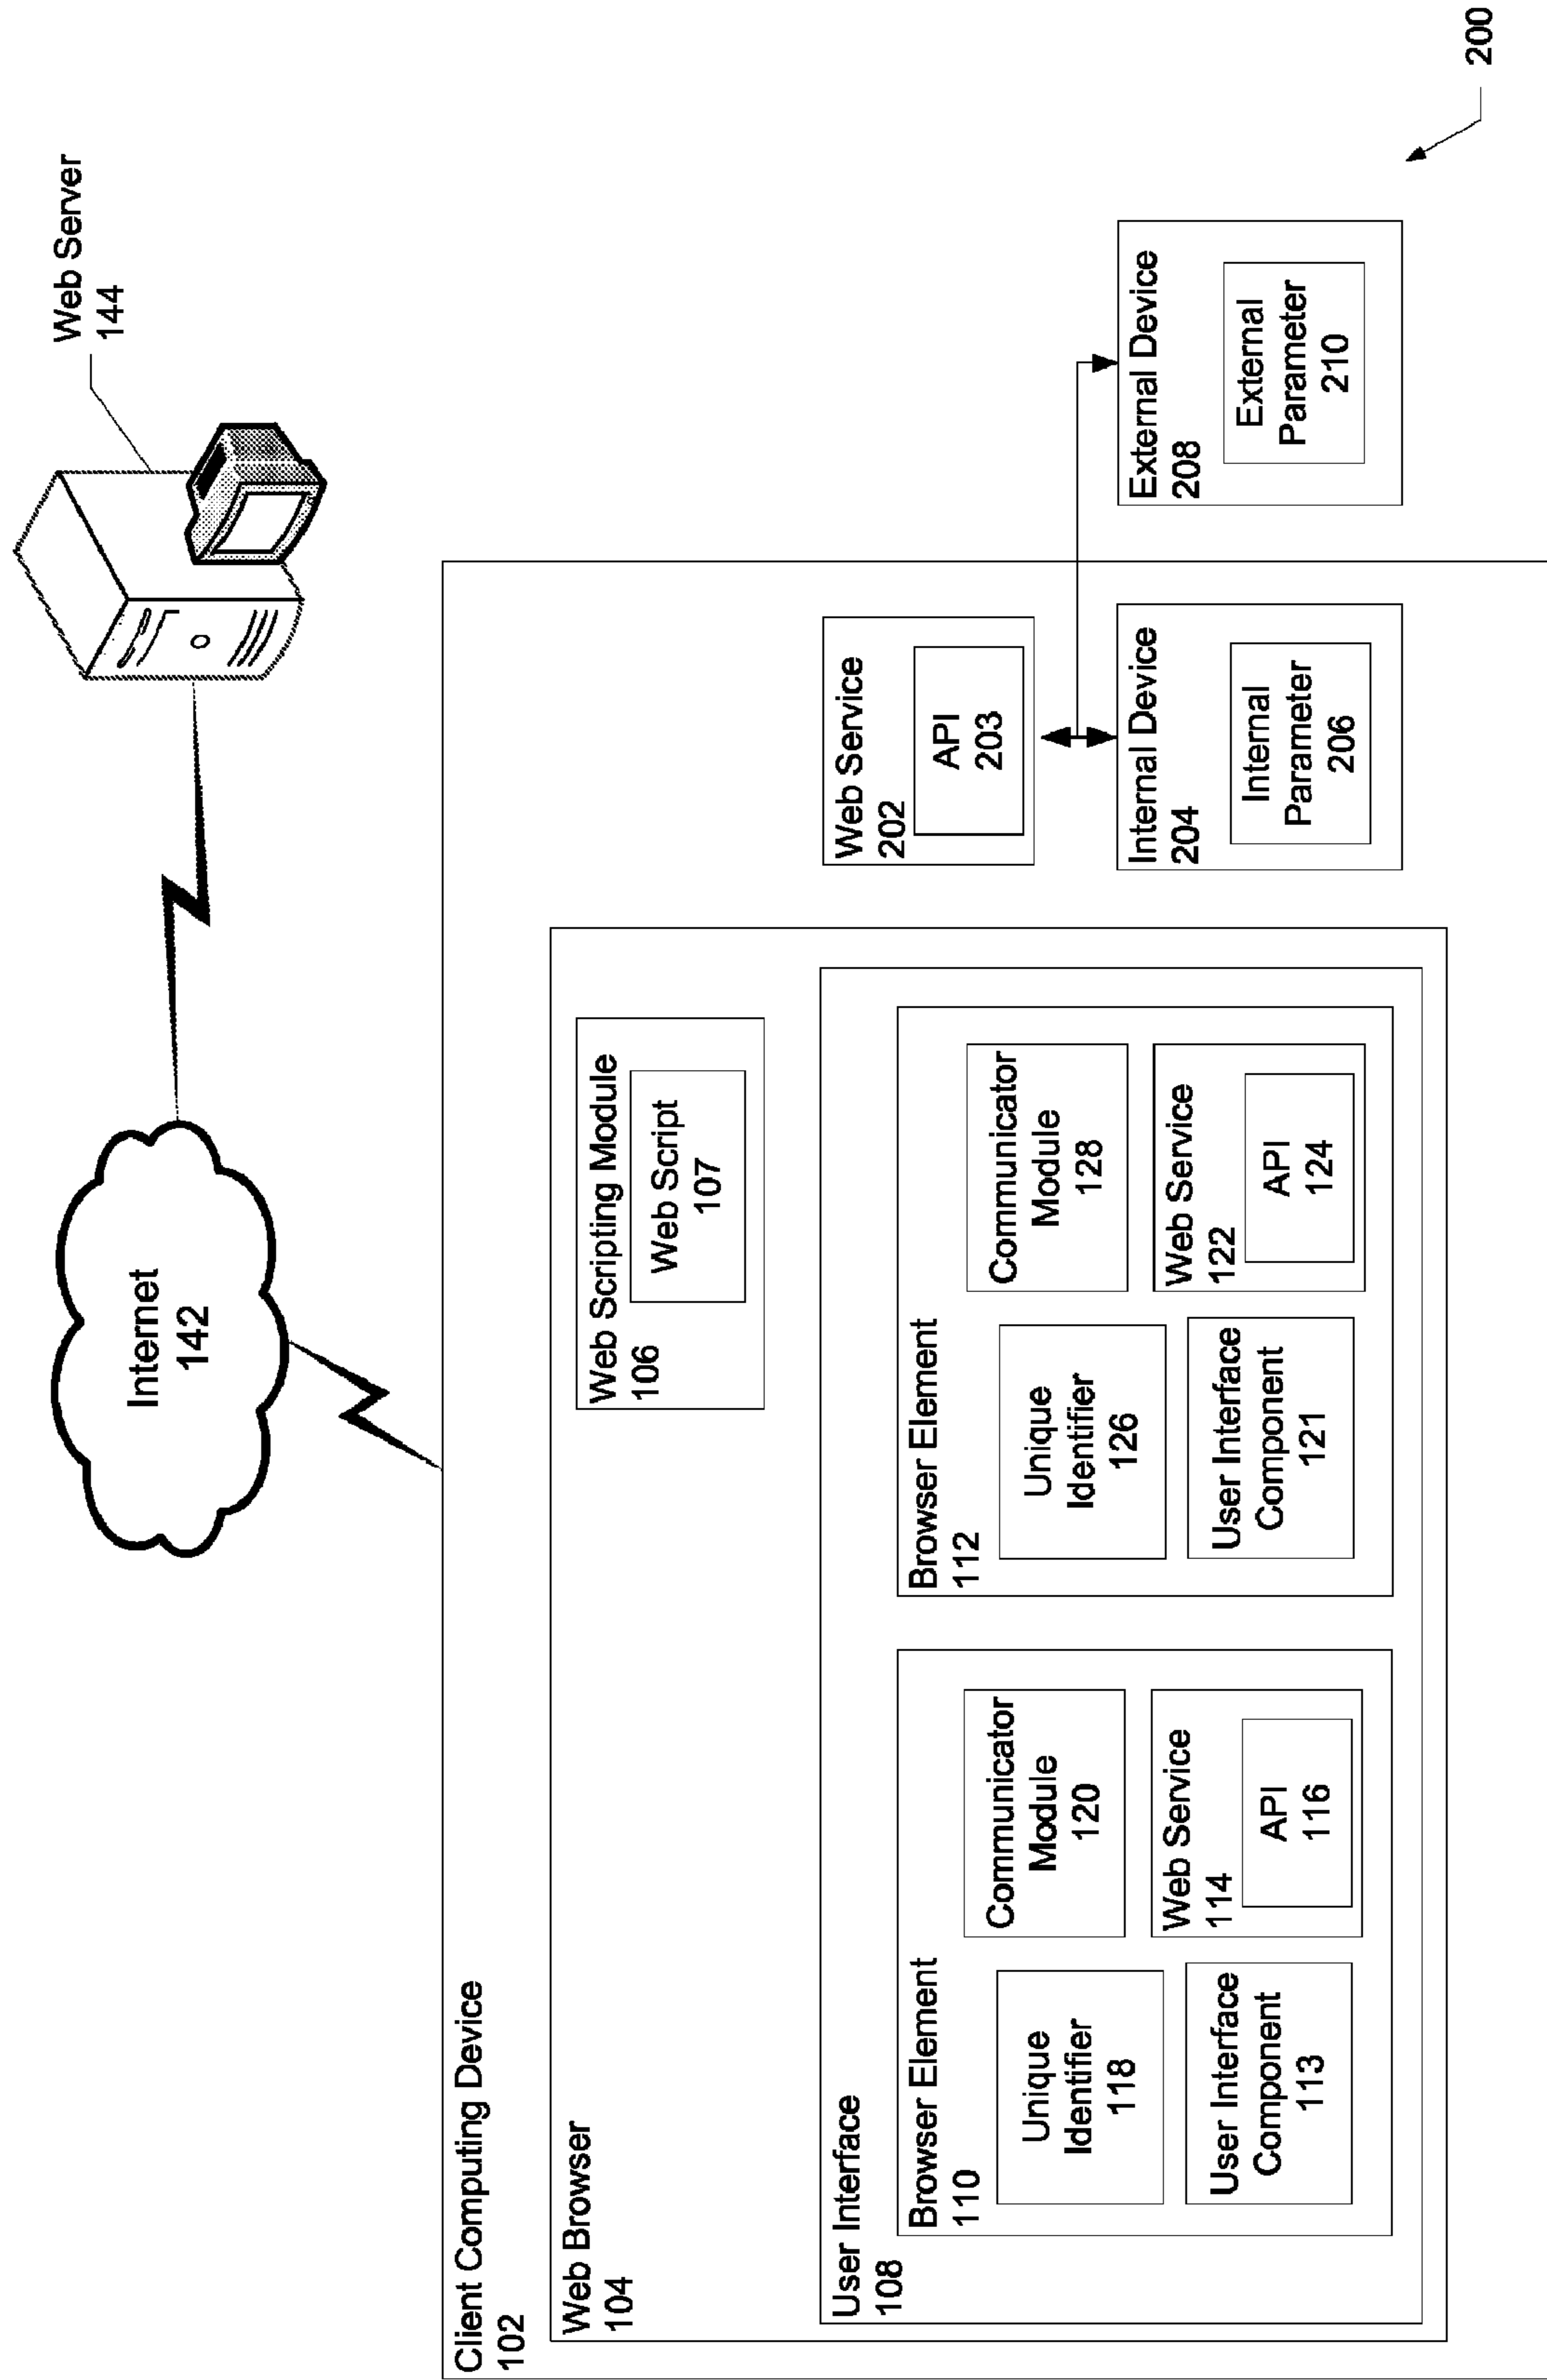 Web Server
144
Internet
142
Client Computing Device
102
Web Browser
104
Web Scripting Module
106
Web Script
107
User Interface
108
Browser Element
110
Unique
Identifier
118
Communicator
Module
120
User Interface
Component
113
Web Service
114
API
116
Browser Element
112
Unique
Identifier
126
Communicator
Module
128
User Interface
Component
121
Web Service
122
API
124
Web Service
202
API
203
Internal Device
204
Internal
Parameter
206
External Device
208
External
Parameter
210
200